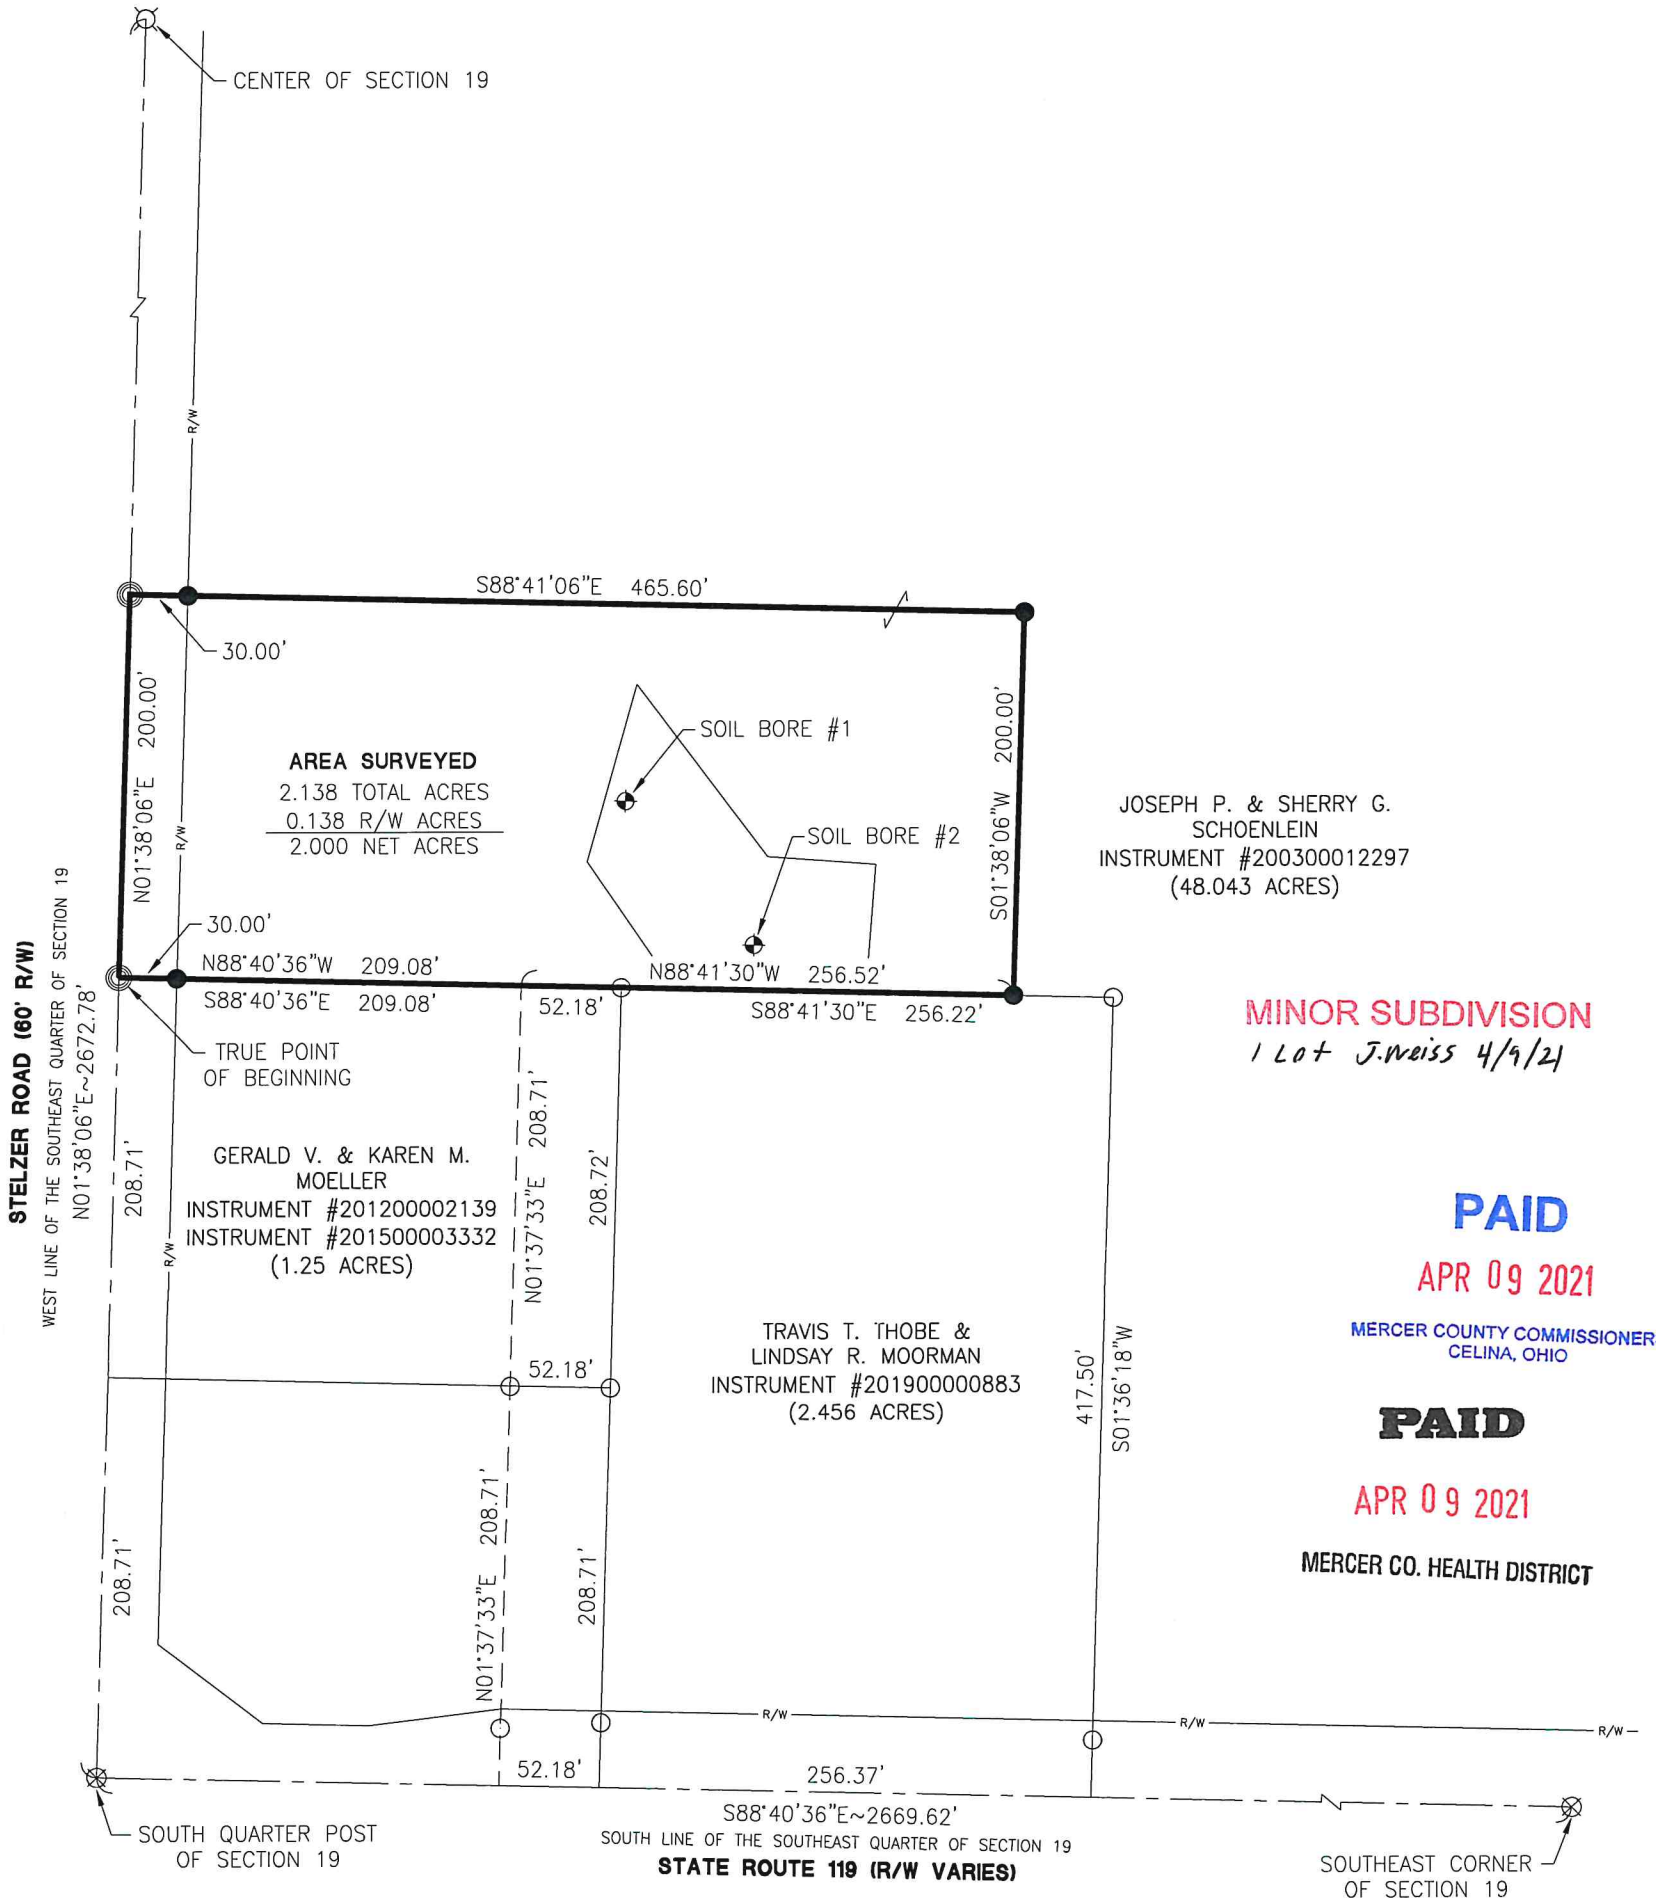 CENTER OF SECTION 19
R/W
S88°41'06"E 465.60'
30.00'
N01°38'06"E 200.00'
R/W
SOIL BORE #1
AREA SURVEYED
2.138 TOTAL ACRES
0.138 R/W ACRES
2.000 NET ACRES
SOIL BORE #2
S01°38'06"W 200.00'
JOSEPH P. & SHERRY G.
SCHOENLEIN
INSTRUMENT #200300012297
(48.043 ACRES)
30.00'
N88°40'36"W 209.08'
N88°41'30"W 256.52'
S88°40'36"E 209.08'
52.18'
S88°41'30"E 256.22'
STELZER ROAD (60' R/W)
WEST LINE OF THE SOUTHEAST QUARTER OF SECTION 19
N01°38'06"E~2672.78'
TRUE POINT
OF BEGINNING
MINOR SUBDIVISION
1 Lot J.Weiss 4/9/21
208.71'
GERALD V. & KAREN M.
MOELLER
INSTRUMENT #201200002139
INSTRUMENT #201500003332
(1.25 ACRES)
R/W
N01°37'33"E 208.71'
208.72'
PAID
APR 09 2021
MERCER COUNTY COMMISSIONER
CELINA, OHIO
TRAVIS T. THOBE &
LINDSAY R. MOORMAN
INSTRUMENT #201900000883
(2.456 ACRES)
417.50'
S01°36'18"W
52.18'
PAID
APR 09 2021
MERCER CO. HEALTH DISTRICT
208.71'
N01°37'33"E 208.71'
208.71'
R/W
R/W
R/W
52.18'
256.37'
S88°40'36"E~2669.62'
SOUTH LINE OF THE SOUTHEAST QUARTER OF SECTION 19
STATE ROUTE 119 (R/W VARIES)
SOUTH QUARTER POST
OF SECTION 19
SOUTHEAST CORNER
OF SECTION 19